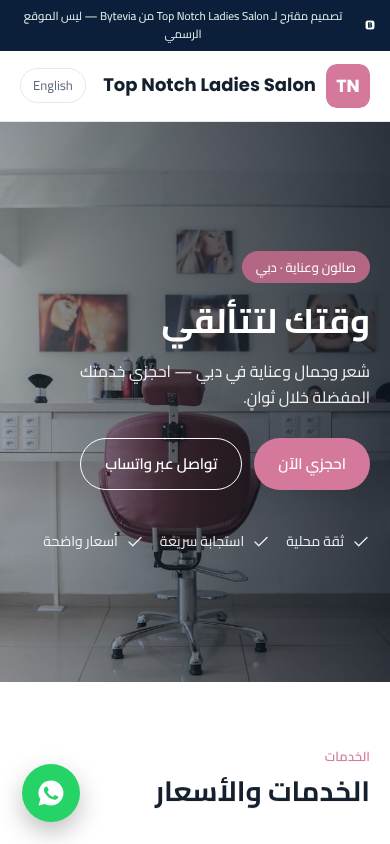 تصميم مقترح لـ Top Notch Ladies Salon من Bytevia — ليس الموقع
الرسمي
B
TN
Top Notch Ladies Salon
English
صالون وعناية · دبي
وقتك لتتألقي
شعر وجمال وعناية في دبي — احجزي خدمتك
المفضلة خلال ثوانٍ.
احجزي الآن
تواصل عبر واتساب
ثقة محلية
استجابة سريعة
أسعار واضحة
الخدمات
الخدمات والأسعار